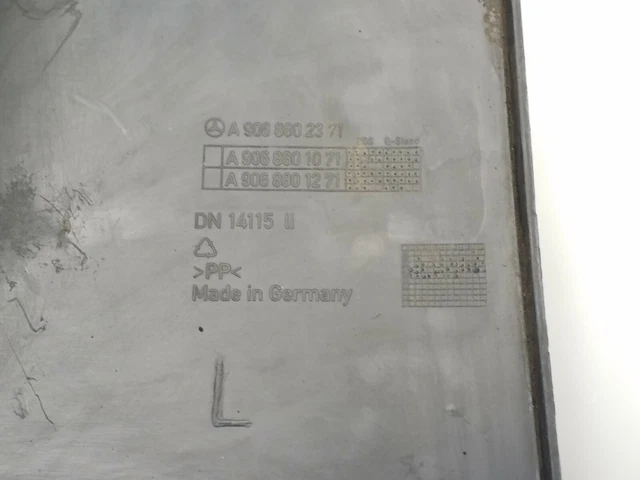 A 906 880 23 71
Q-Stand
A 906 880 10 71
A 906 880 12 71
DN 14115 II
>PP<
Made in Germany
L